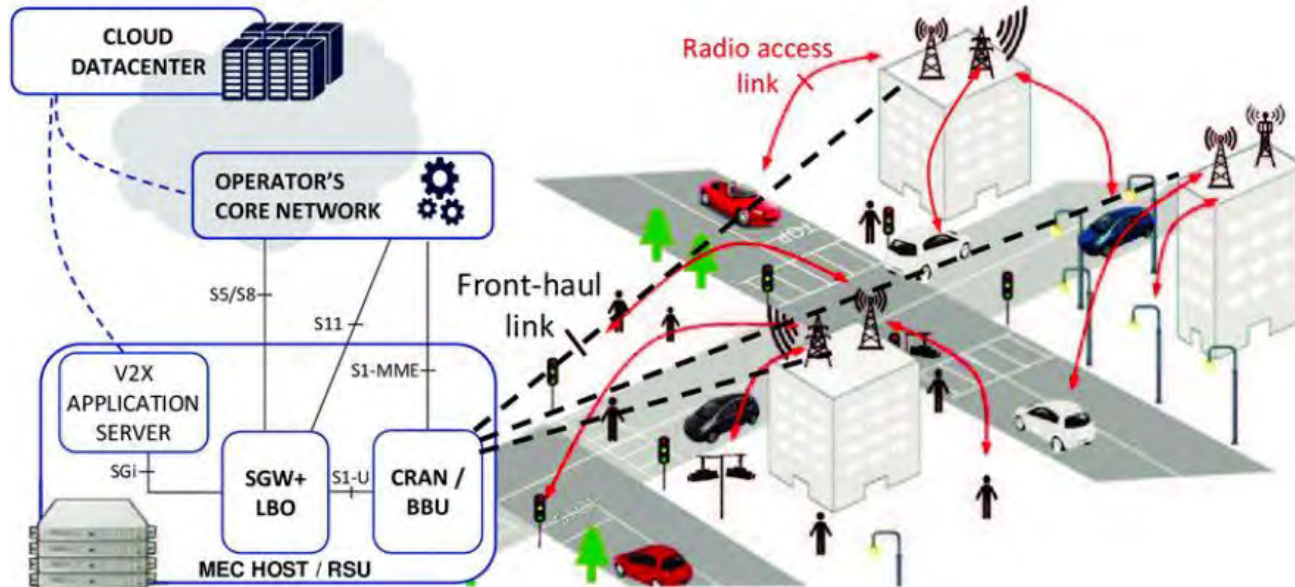 CLOUD
DATACENTER
Radio access
link
OPERATOR'S
CORE NETWORK
S5/S8
S11
S1-MME
Front-haul
link
STOP
V2X
APPLICATION
SERVER
SGi
SGW+
LBO
S1-U
CRAN /
BBU
MEC HOST / RSU